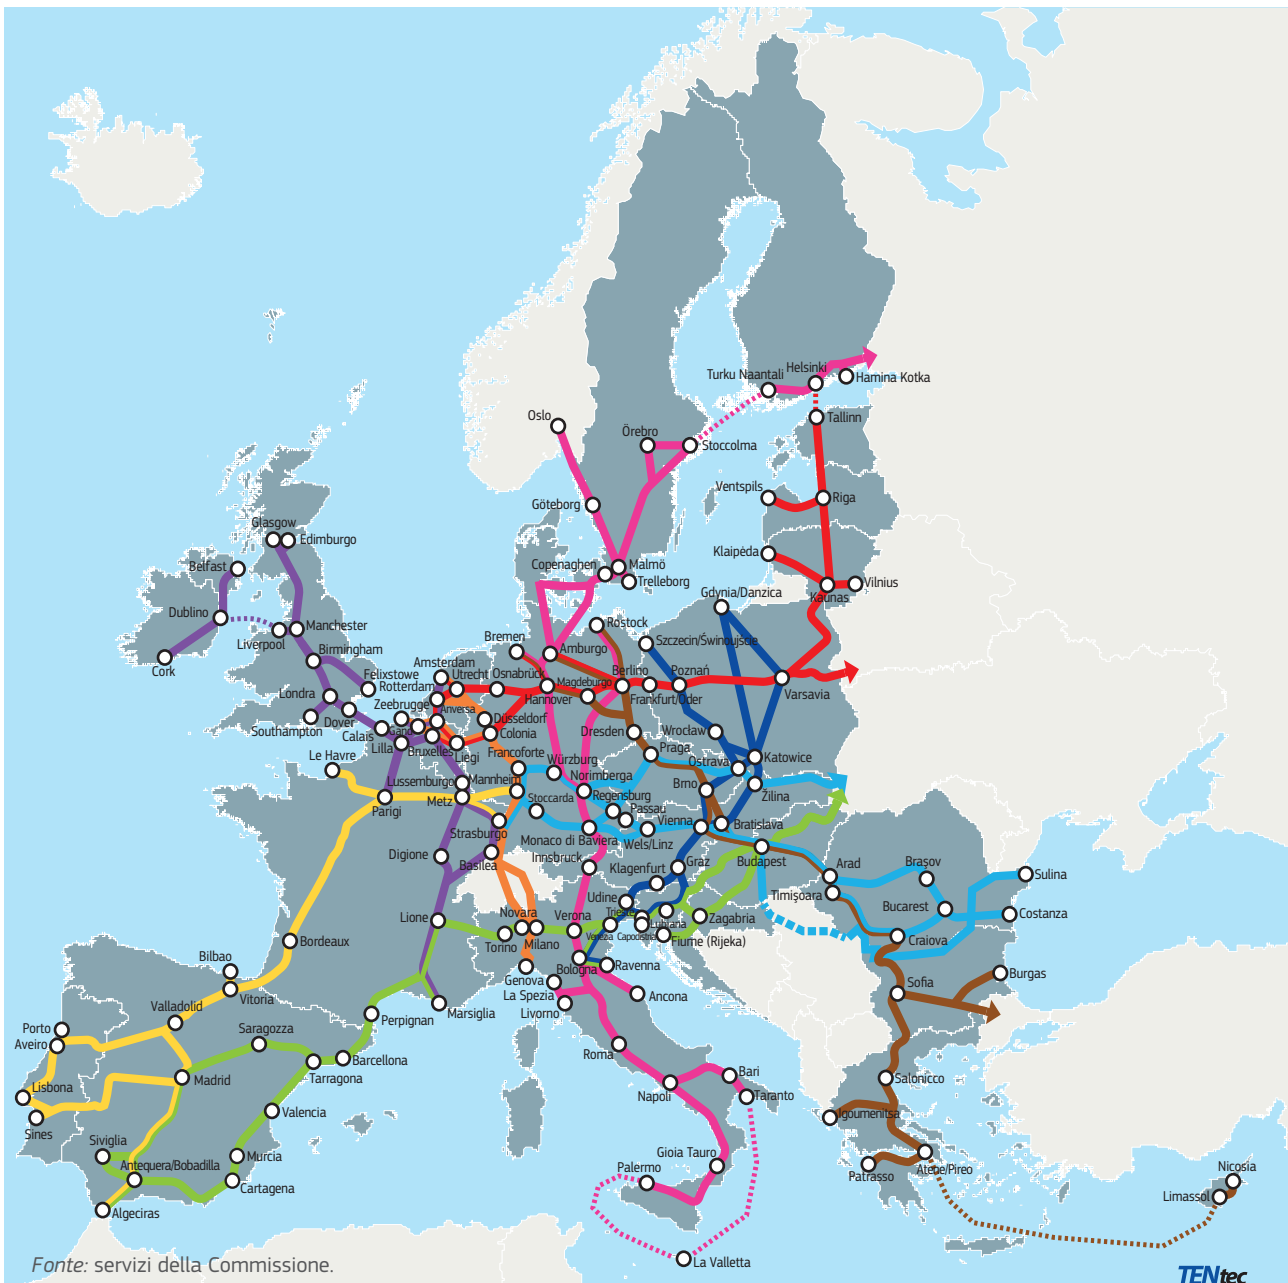 Turku Naantali
Helsinki
Hamina Kotka
Oslo
Örebro
Stoccolma
Tallinn
Ventspils
Riga
Göteborg
Glasgow
Edimburgo
Klaipėda
Belfast
Copenaghen
Malmö
Trelleborg
Vilnius
Kaunas
Gdynia/Danzica
Dublino
Liverpool
Manchester
Rostock
Szczecin/Świnoujście
Bremen
Amburgo
Cork
Birmingham
Amsterdam
Felixstowe
Utrecht
Osnabrück
Berlino
Poznań
Magdeburgo
Varsavia
Rotterdam
Londra
Hannover
Frankfurt/Oder
Zeebrugge
Anversa
Düsseldorf
Southampton
Dover
Gand
Colonia
Dresden
Wrocław
Calais
Lilla
Bruxelles
Liegi
Praga
Le Havre
Francoforte
Würzburg
Ostrava
Katowice
Lussemburgo
Mannheim
Norimberga
Brno
Žilina
Parigi
Metz
Stoccarda
Regensburg
Passau
Strasburgo
Monaco di Baviera
Wels/Linz
Vienna
Bratislava
Digione
Basilea
Innsbruck
Klagenfurt
Graz
Budapest
Arad
Braşov
Sulina
Udine
Timişoara
Lione
Novara
Verona
Trieste
Lubiana
Zagabria
Bucarest
Costanza
Torino
Milano
Venezia
Capodistria
Fiume (Rijeka)
Craiova
Bordeaux
Bilbao
Genova
Bologna
Ravenna
Burgas
Vitoria
La Spezia
Ancona
Sofia
Valladolid
Marsiglia
Livorno
Perpignan
Porto
Aveiro
Saragozza
Roma
Barcellona
Tarragona
Lisbona
Madrid
Bari
Salonicco
Napoli
Taranto
Sines
Valencia
Igoumenitsa
Siviglia
Murcia
Gioia Tauro
Atene/Pireo
Antequera/Bobadilla
Palermo
Patrasso
Nicosia
Cartagena
Limassol
Algeciras
La Valletta
Fonte: servizi della Commissione.
TENtec